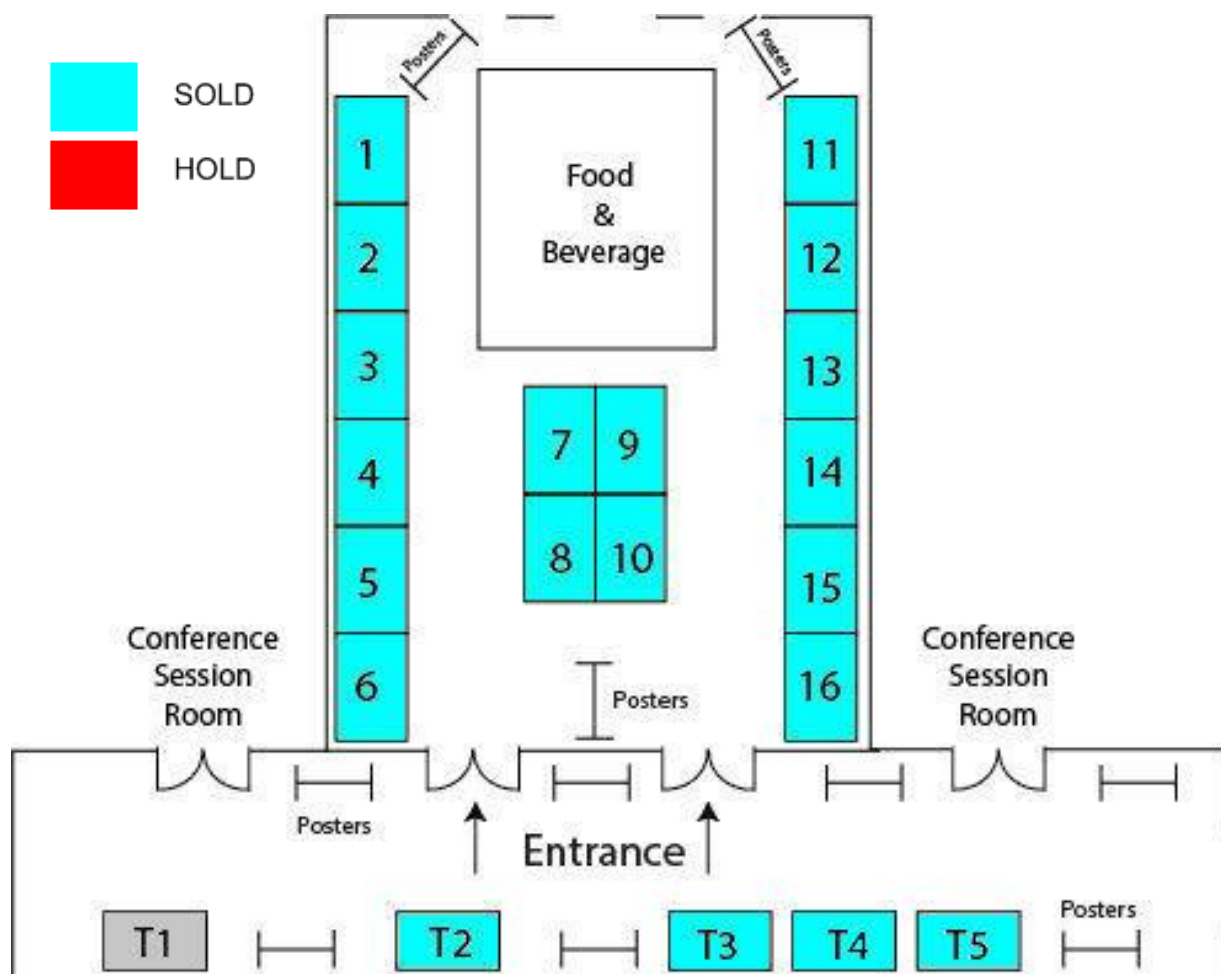 SOLD
HOLD
Posters
Posters
1
2
3
4
5
6
Food
&
Beverage
7
9
8
10
11
12
13
14
15
16
Conference
Session
Room
Posters
Conference
Session
Room
Posters
Entrance
Posters
T1
T2
T3
T4
T5